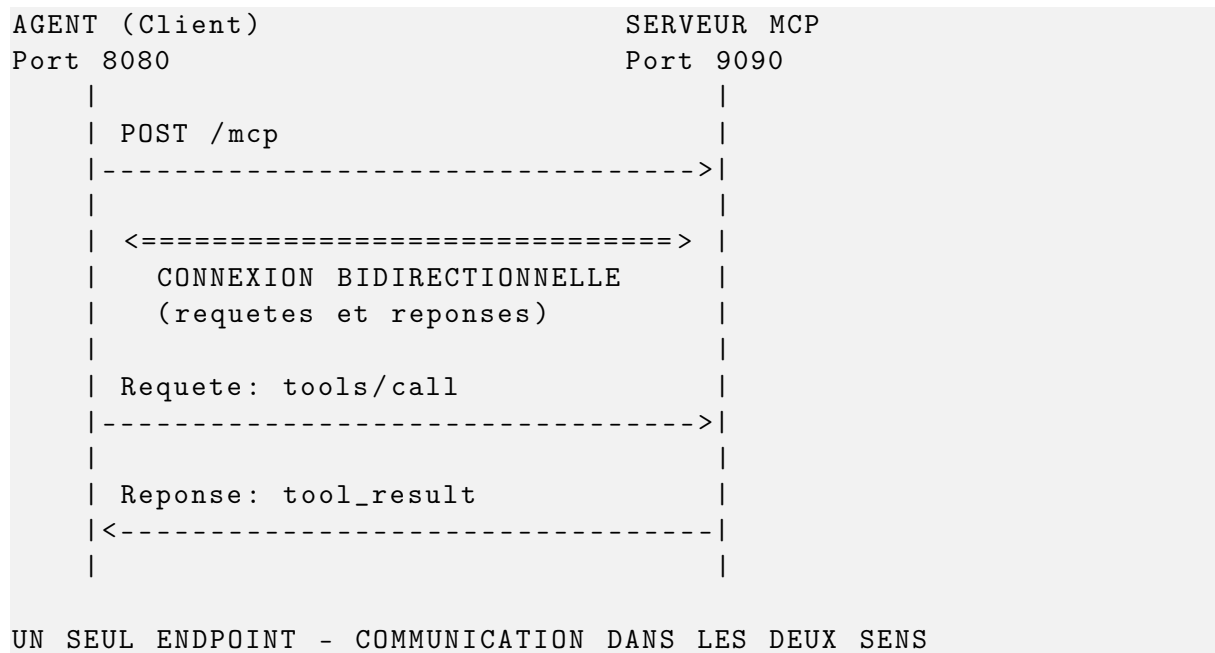 AGENT (Client) SERVEUR MCP
Port 8080 Port 9090
| |
| POST /mcp |
|--------------------------------->|
| |
| <==============================> |
| CONNEXION BIDIRECTIONNELLE |
| (requetes et reponses) |
| |
| Requete: tools/call |
|--------------------------------->|
| |
| Reponse: tool_result |
|<---------------------------------|
| |
UN SEUL ENDPOINT - COMMUNICATION DANS LES DEUX SENS